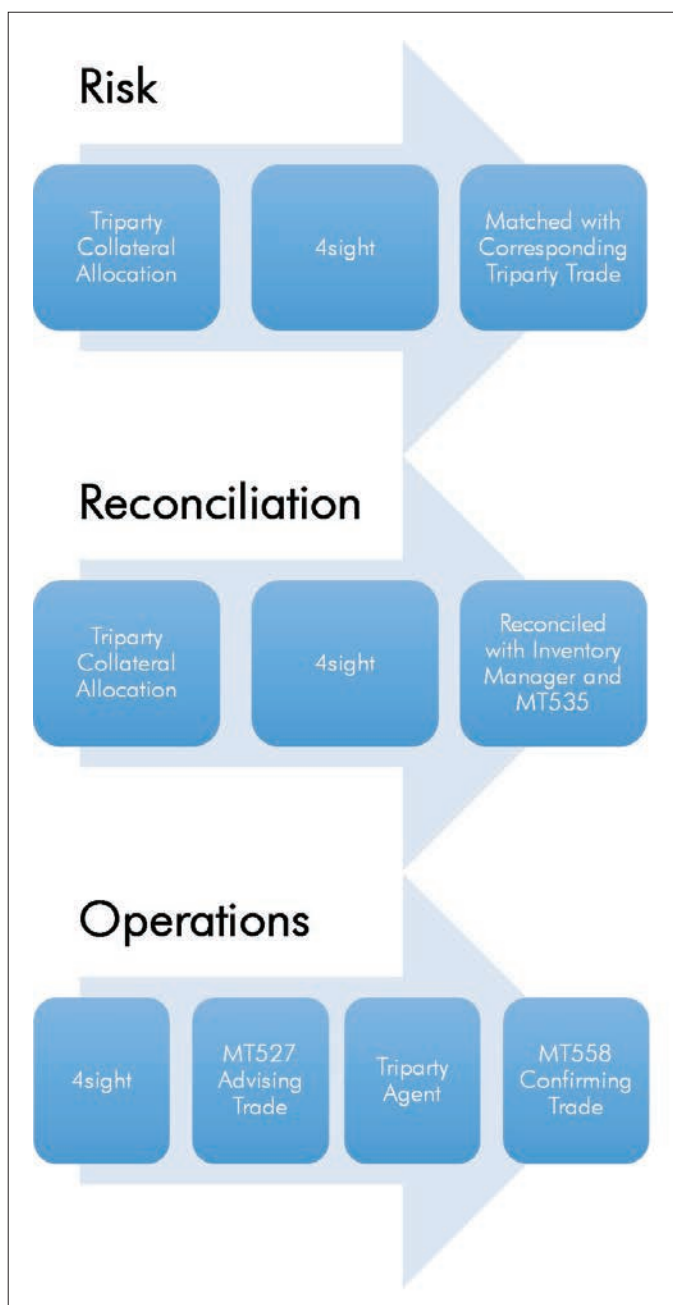 Risk
Triparty
Collateral
Allocation
4sight
Matched with
Corresponding
Triparty Trade
Reconciliation
Triparty
Collateral
Allocation
4sight
Reconciled
with Inventory
Manager and
MT535
Operations
4sight
MT527
Advising
Trade
Triparty
Agent
MT558
Confirming
Trade